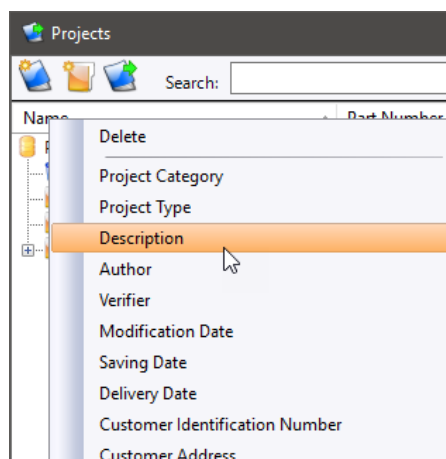 Projects
Search:
Name
Part Number
Delete
Project Category
Project Type
Description
Author
Verifier
Modification Date
Saving Date
Delivery Date
Customer Identification Number
Customer Address